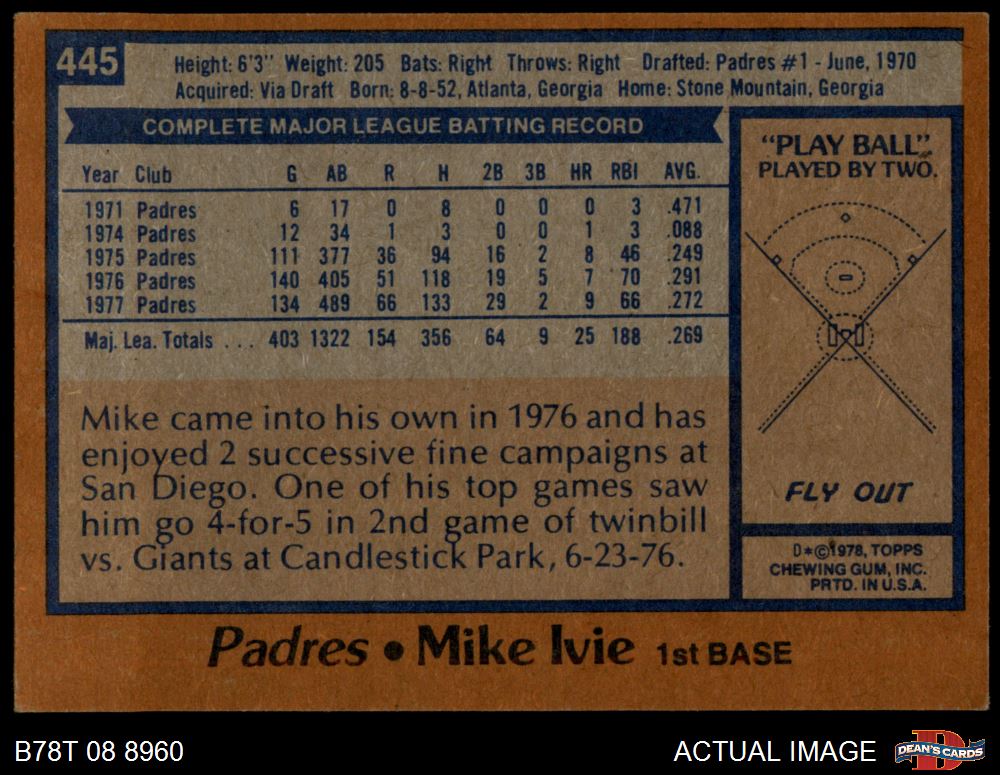 445
Height: 6'3" Weight: 205 Bats: Right Throws: Right Drafted: Padres #1 - June, 1970
Acquired: Via Draft Born: 8-8-52, Atlanta, Georgia Home: Stone Mountain, Georgia
COMPLETE MAJOR LEAGUE BATTING RECORD
Year Club G AB R H 2B 3B HR RBI AVG.
1971 Padres 6 17 0 8 0 0 0 3 .471
1974 Padres 12 34 1 3 0 0 1 3 .088
1975 Padres 111 377 36 94 16 2 8 46 .249
1976 Padres 140 405 51 118 19 5 7 70 .291
1977 Padres 134 489 66 133 29 2 9 66 .272
Maj. Lea. Totals . . . 403 1322 154 356 64 9 25 188 .269
Mike came into his own in 1976 and has
enjoyed 2 successive fine campaigns at
San Diego. One of his top games saw
him go 4-for-5 in 2nd game of twinbill
vs. Giants at Candlestick Park, 6-23-76.
"PLAY BALL"
PLAYED BY TWO.
FLY OUT
D*©1978, TOPPS
CHEWING GUM, INC.
PRTD. IN U.S.A.
Padres • Mike Ivie 1st BASE
B78T 08 8960
ACTUAL IMAGE
DEAN'S CARDS